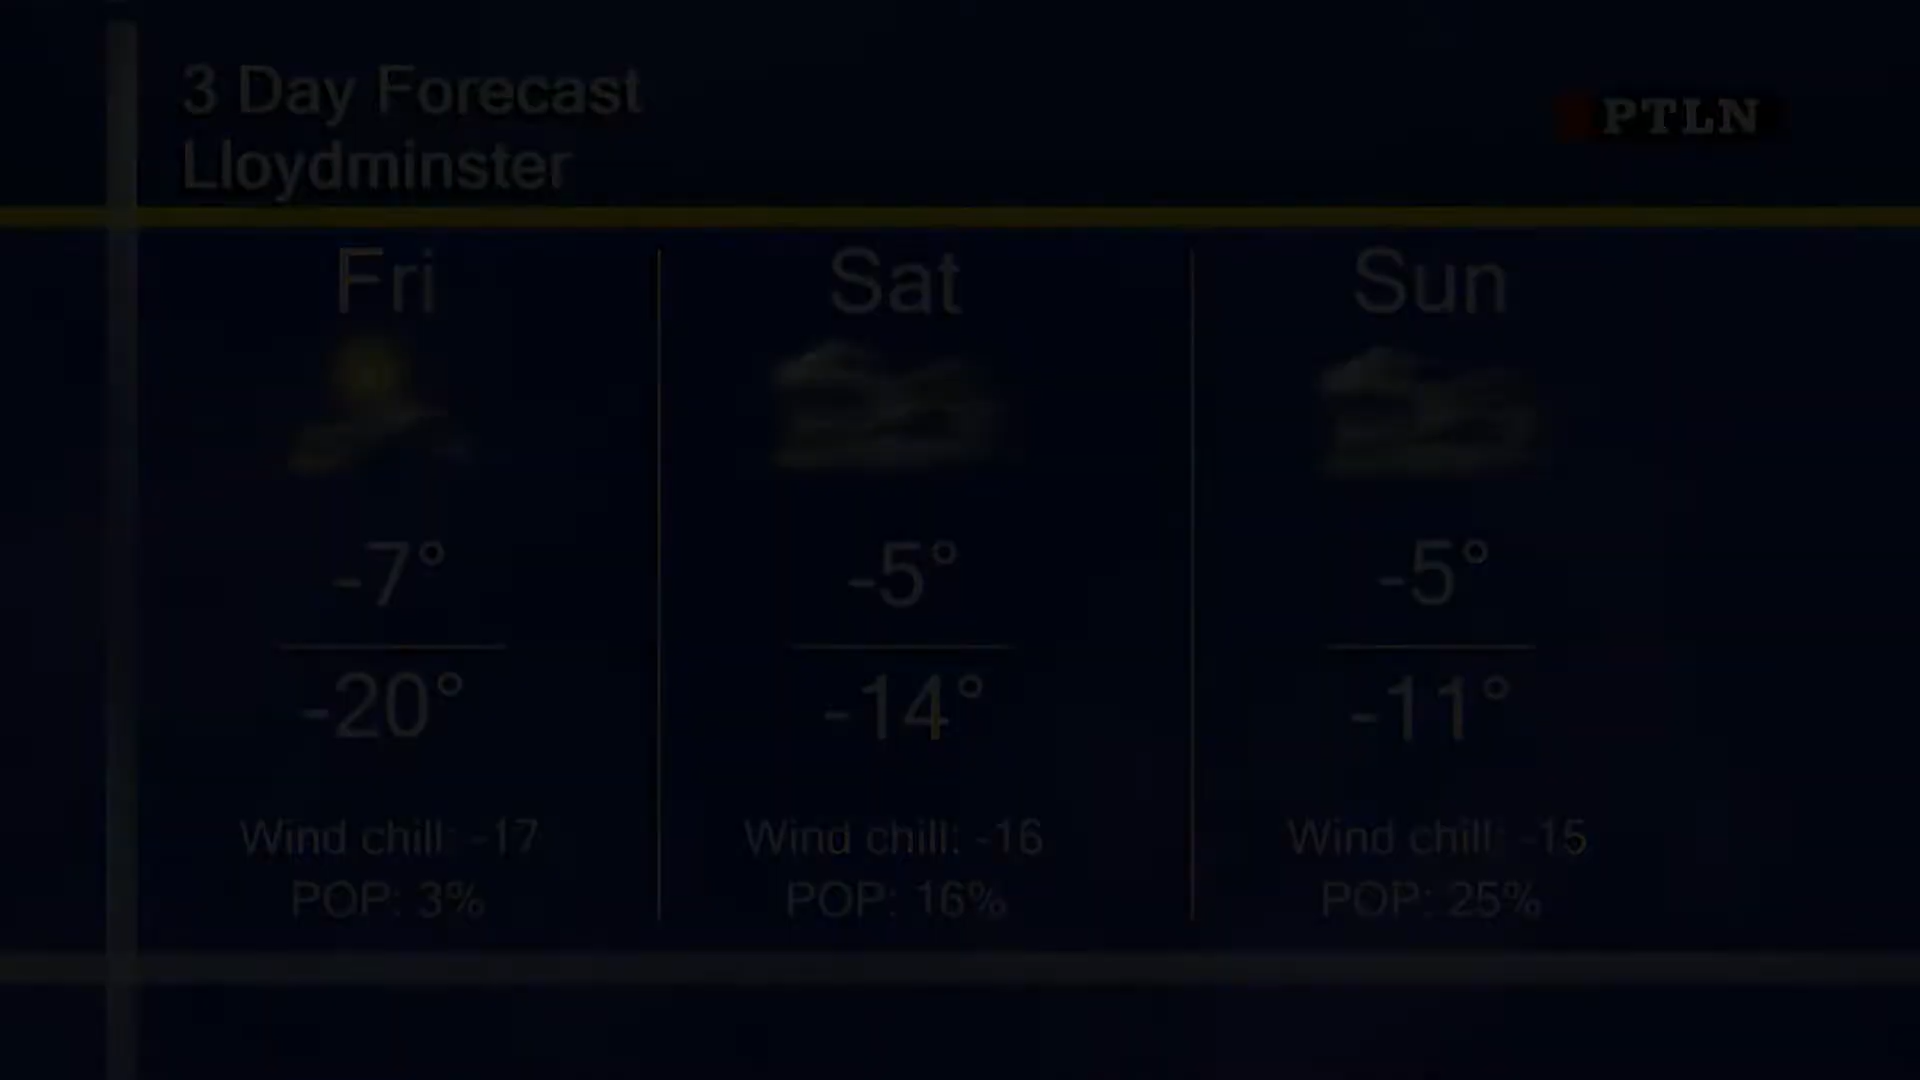 3 Day Forecast
Lloydminster
PTLN
Fri
Sat
Sun
-7°
-5°
-5°
-20°
-14°
-11°
Wind chill: -17
Wind chill: -16
Wind chill: -15
POP: 3%
POP: 16%
POP: 25%